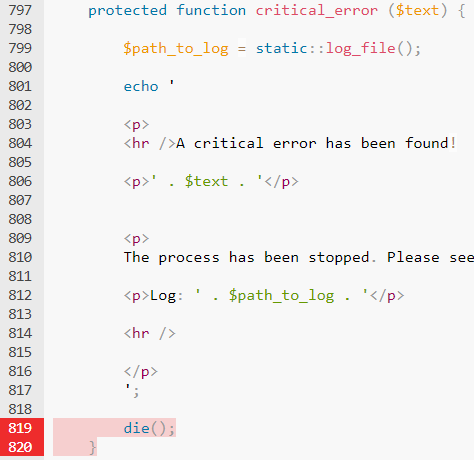 797 protected function critical_error ($text) {
798
799 $path_to_log = static::log_file();
800
801 echo '
802
803 <p>
804 <hr />A critical error has been found!
805
806 <p>' . $text . '</p>
807
808
809 <p>
810 The process has been stopped. Please see
811
812 <p>Log: ' . $path_to_log . '</p>
813
814 <hr />
815
816 </p>
817 ';
818
819 die();
820 }